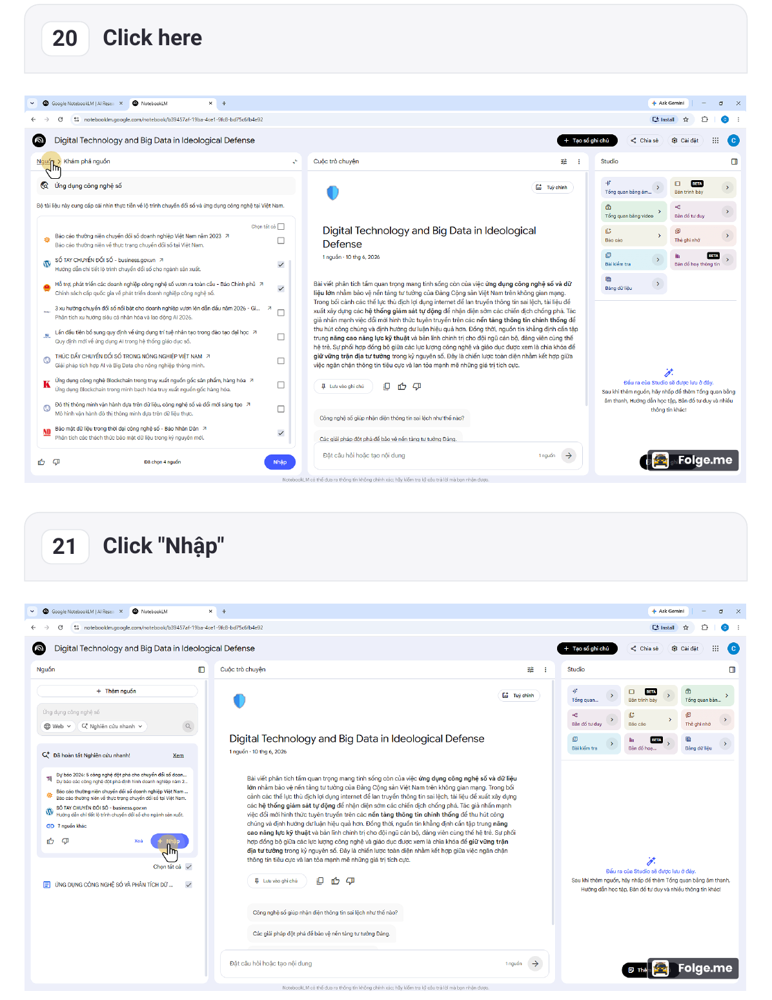 20 Click here
Google NotebookLM | AI Resea
NotebookLM
Ask Gemini
notebooklm.google.com/notebook/b39457af-19ba-4ce1-9fc8-bd75c6fb4e92
Install
Digital Technology and Big Data in Ideological Defense
Tạo sổ ghi chú
Chia sẻ
Cài đặt
C
Nguồn > Khám phá nguồn
Ứng dụng công nghệ số
Bộ tài liệu này cung cấp cái nhìn thực tiễn về lộ trình chuyển đổi số và ứng dụng công nghệ tại Việt Nam.
Chọn tất cả
Báo cáo thường niên chuyển đổi số doanh nghiệp Việt Nam năm 2023
Báo cáo thường niên về thực trạng chuyển đổi số tại Việt Nam.
SỔ TAY CHUYỂN ĐỔI SỐ - business.gov.vn
Hướng dẫn chi tiết lộ trình chuyển đổi số cho ngành sản xuất.
Hỗ trợ, phát triển các doanh nghiệp công nghệ số vươn ra toàn cầu - Báo Chính phủ
Chính sách cấp quốc gia về phát triển doanh nghiệp công nghệ số.
3 xu hướng chuyển đổi số nổi bật cho doanh nghiệp vươn lên dẫn đầu năm 2026 - Gi...
Phân tích xu hướng siêu cá nhân hóa và lao động AI 2026.
Lần đầu tiên bổ sung quy định về ứng dụng trí tuệ nhân tạo trong đào tạo đại học
Quy định mới về ứng dụng AI trong hệ thống giáo dục số.
THÚC ĐẨY CHUYỂN ĐỔI SỐ TRONG NÔNG NGHIỆP VIỆT NAM
Giải pháp tích hợp AI và Big Data cho nông nghiệp thông minh.
Ứng dụng công nghệ Blockchain trong truy xuất nguồn gốc sản phẩm, hàng hóa
Ứng dụng Blockchain trong minh bạch hóa truy xuất nguồn gốc hàng hóa.
Đô thị thông minh vận hành dựa trên dữ liệu, công nghệ số và đổi mới sáng tạo
Mô hình vận hành đô thị thông minh dựa trên dữ liệu thực.
Bảo mật dữ liệu trong thời đại công nghệ số - Báo Nhân Dân
Phân tích các thách thức bảo mật dữ liệu trong kỷ nguyên mới.
Đã chọn 4 nguồn
Nhập
Cuộc trò chuyện
Tuỳ chỉnh
Digital Technology and Big Data in Ideological
Defense
1 nguồn · 10 thg 6, 2026
Bài viết phân tích tầm quan trọng mang tính sống còn của việc ứng dụng công nghệ số và dữ
liệu lớn nhằm bảo vệ nền tảng tư tưởng của Đảng Cộng sản Việt Nam trên không gian mạng.
Trong bối cảnh các thế lực thù địch lợi dụng internet để lan truyền thông tin sai lệch, tài liệu đề
xuất xây dựng các hệ thống giám sát tự động để nhận diện sớm các chiến dịch chống phá. Tác
giả nhấn mạnh việc đổi mới hình thức tuyên truyền trên các nền tảng thông tin chính thống để
thu hút công chúng và định hướng dư luận hiệu quả hơn. Đồng thời, nguồn tin khẳng định cần tập
trung nâng cao năng lực kỹ thuật và bản lĩnh chính trị cho đội ngũ cán bộ, đảng viên cùng thế
hệ trẻ. Sự phối hợp đồng bộ giữa các lực lượng công nghệ và giáo dục được xem là chìa khóa để
giữ vững trận địa tư tưởng trong kỷ nguyên số. Đây là chiến lược toàn diện nhằm kết hợp giữa
việc ngăn chặn thông tin tiêu cực và lan tỏa mạnh mẽ những giá trị tích cực.
Lưu vào ghi chú
Công nghệ số giúp nhận diện thông tin sai lệch như thế nào?
Các giải pháp đột phá để bảo vệ nền tảng tư tưởng Đảng.
Đặt câu hỏi hoặc tạo nội dung
1 nguồn
Studio
Tổng quan bằng âm...
BETA
Bản trình bày
Tổng quan bằng video
Bản đồ tư duy
Báo cáo
Thẻ ghi nhớ
Bài kiểm tra
BETA
Bản đồ hoạ thông tin
Bảng dữ liệu
Đầu ra của Studio sẽ được lưu ở đây.
Sau khi thêm nguồn, hãy nhấp để thêm Tổng quan bằng
âm thanh, Hướng dẫn học tập, Bản đồ tư duy và nhiều
thông tin khác!
Folge.me
NotebookLM có thể đưa ra thông tin không chính xác; hãy kiểm tra kỹ câu trả lời mà bạn nhận được.
21 Click "Nhập"
Google NotebookLM | AI Resea
NotebookLM
Ask Gemini
notebooklm.google.com/notebook/b39457af-19ba-4ce1-9fc8-bd75c6fb4e92
Install
Digital Technology and Big Data in Ideological Defense
Tạo sổ ghi chú
Chia sẻ
Cài đặt
C
Nguồn
+ Thêm nguồn
Ứng dụng công nghệ số
Web
Nghiên cứu nhanh
Đã hoàn tất Nghiên cứu nhanh!
Xem
Dự báo 2026: 5 công nghệ đột phá cho chuyển đổi số doan...
Dự báo các công nghệ đột phá định hình doanh nghiệp năm 2...
Báo cáo thường niên chuyển đổi số doanh nghiệp Việt Nam ...
Báo cáo thường niên về thực trạng chuyển đổi số tại Việt Nam.
SỔ TAY CHUYỂN ĐỔI SỐ - business.gov.vn
Hướng dẫn chi tiết lộ trình chuyển đổi số cho ngành sản xuất.
7 nguồn khác
Xoá
+ Nhập
Chọn tất cả
ỨNG DỤNG CÔNG NGHỆ SỐ VÀ PHÂN TÍCH DỮ ...
Cuộc trò chuyện
Tuỳ chỉnh
Digital Technology and Big Data in Ideological Defense
1 nguồn · 10 thg 6, 2026
Bài viết phân tích tầm quan trọng mang tính sống còn của việc ứng dụng công nghệ số và dữ liệu
lớn nhằm bảo vệ nền tảng tư tưởng của Đảng Cộng sản Việt Nam trên không gian mạng. Trong bối
cảnh các thế lực thù địch lợi dụng internet để lan truyền thông tin sai lệch, tài liệu đề xuất xây dựng
các hệ thống giám sát tự động để nhận diện sớm các chiến dịch chống phá. Tác giả nhấn mạnh
việc đổi mới hình thức tuyên truyền trên các nền tảng thông tin chính thống để thu hút công
chúng và định hướng dư luận hiệu quả hơn. Đồng thời, nguồn tin khẳng định cần tập trung nâng
cao năng lực kỹ thuật và bản lĩnh chính trị cho đội ngũ cán bộ, đảng viên cùng thế hệ trẻ. Sự phối
hợp đồng bộ giữa các lực lượng công nghệ và giáo dục được xem là chìa khóa để giữ vững trận
địa tư tưởng trong kỷ nguyên số. Đây là chiến lược toàn diện nhằm kết hợp giữa việc ngăn chặn
thông tin tiêu cực và lan tỏa mạnh mẽ những giá trị tích cực.
Lưu vào ghi chú
Công nghệ số giúp nhận diện thông tin sai lệch như thế nào?
Các giải pháp đột phá để bảo vệ nền tảng tư tưởng Đảng.
Đặt câu hỏi hoặc tạo nội dung
1 nguồn
Studio
Tổng quan...
BETA
Bản trình bày
Tổng quan bằn...
Bản đồ tư duy
Báo cáo
Thẻ ghi nhớ
Bài kiểm tra
BETA
Bản đồ hoạ...
Bảng dữ liệu
Đầu ra của Studio sẽ được lưu ở đây.
Sau khi thêm nguồn, hãy nhấp để thêm Tổng quan bằng âm thanh,
Hướng dẫn học tập, Bản đồ tư duy và nhiều thông tin khác!
Folge.me
NotebookLM có thể đưa ra thông tin không chính xác; hãy kiểm tra kỹ câu trả lời mà bạn nhận được.